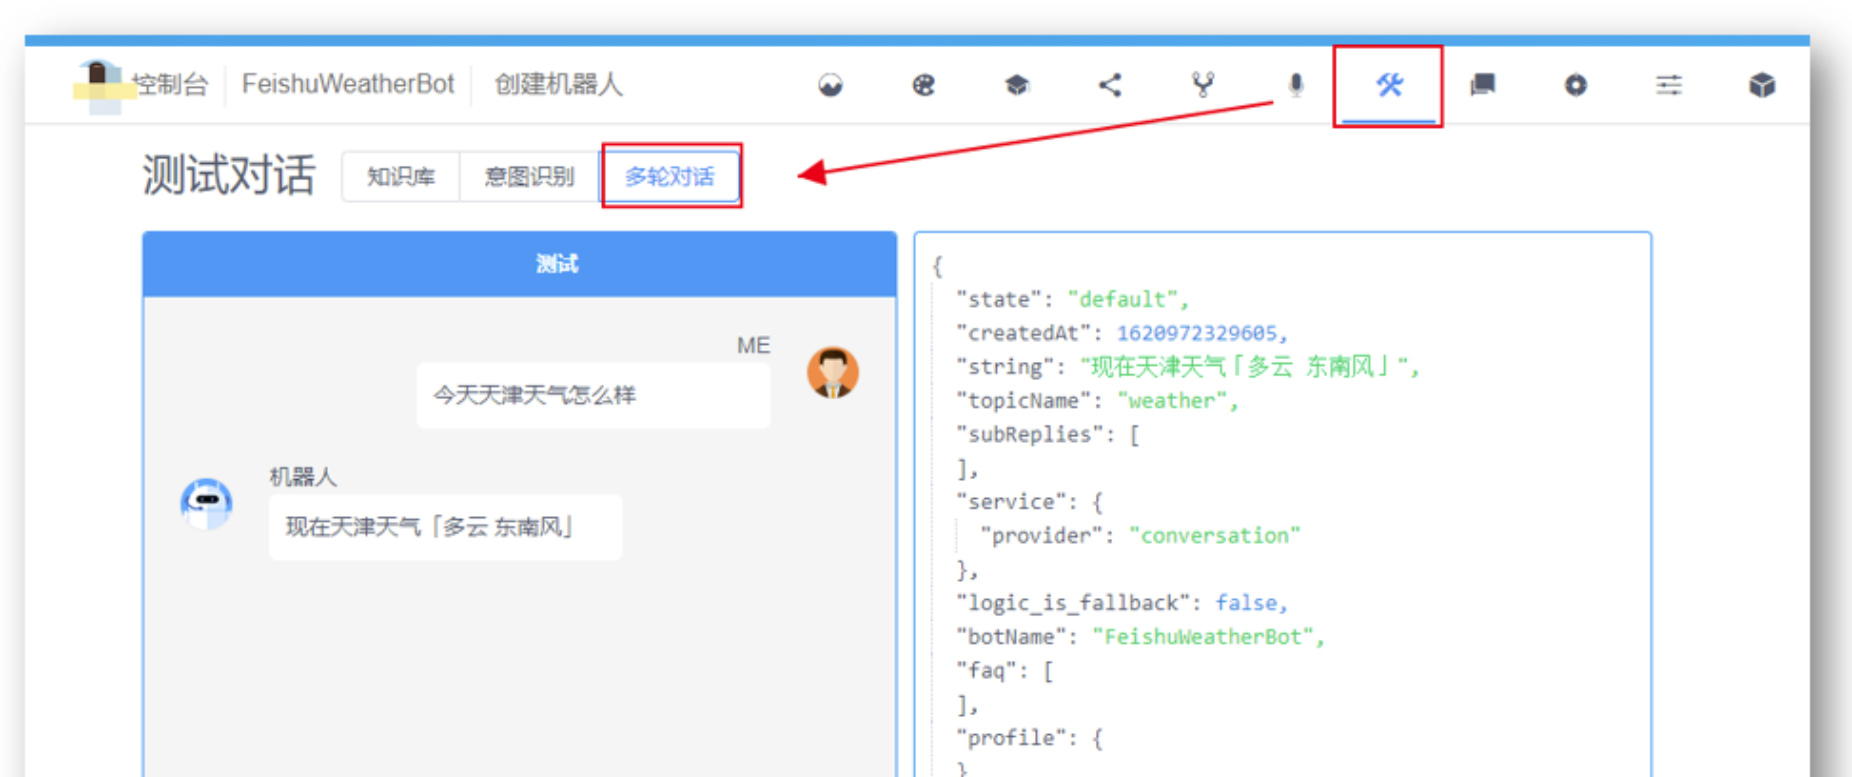 控制台 FeishuWeatherBot 创建机器人
测试对话 知识库 意图识别 多轮对话
测试
ME
今天天津天气怎么样
机器人
现在天津天气「多云 东南风」
{
"state": "default",
"createdAt": 1620972329605,
"string": "现在天津天气「多云 东南风」",
"topicName": "weather",
"subReplies": [
],
"service": {
"provider": "conversation"
},
"logic_is_fallback": false,
"botName": "FeishuWeatherBot",
"faq": [
],
"profile": {
}